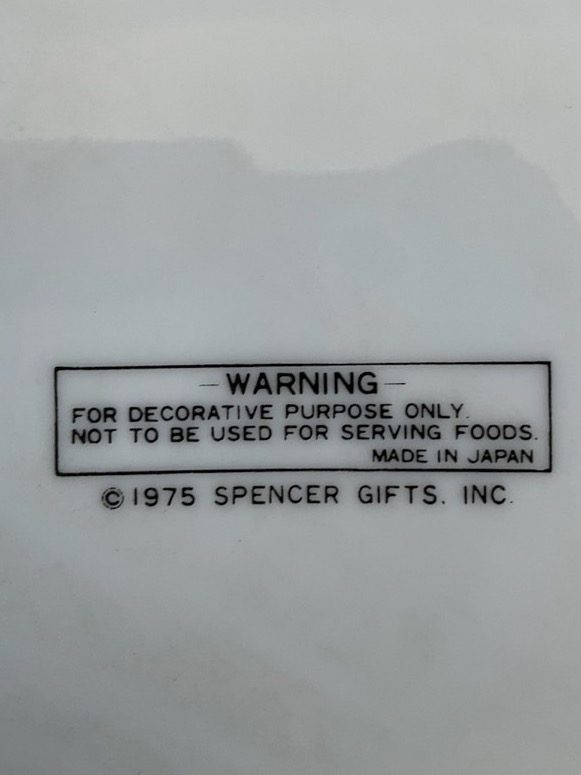 — WARNING —
FOR DECORATIVE PURPOSE ONLY.
NOT TO BE USED FOR SERVING FOODS.
MADE IN JAPAN
© 1975 SPENCER GIFTS. INC.